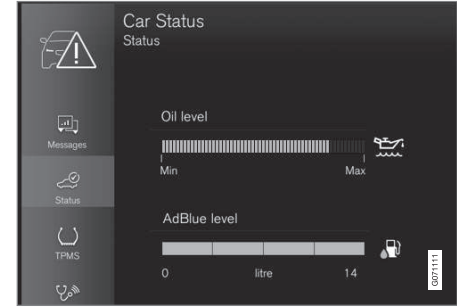 Car Status
Status
Messages
Status
TPMS
Oil level
Min Max
AdBlue level
0 litre 14
G071111